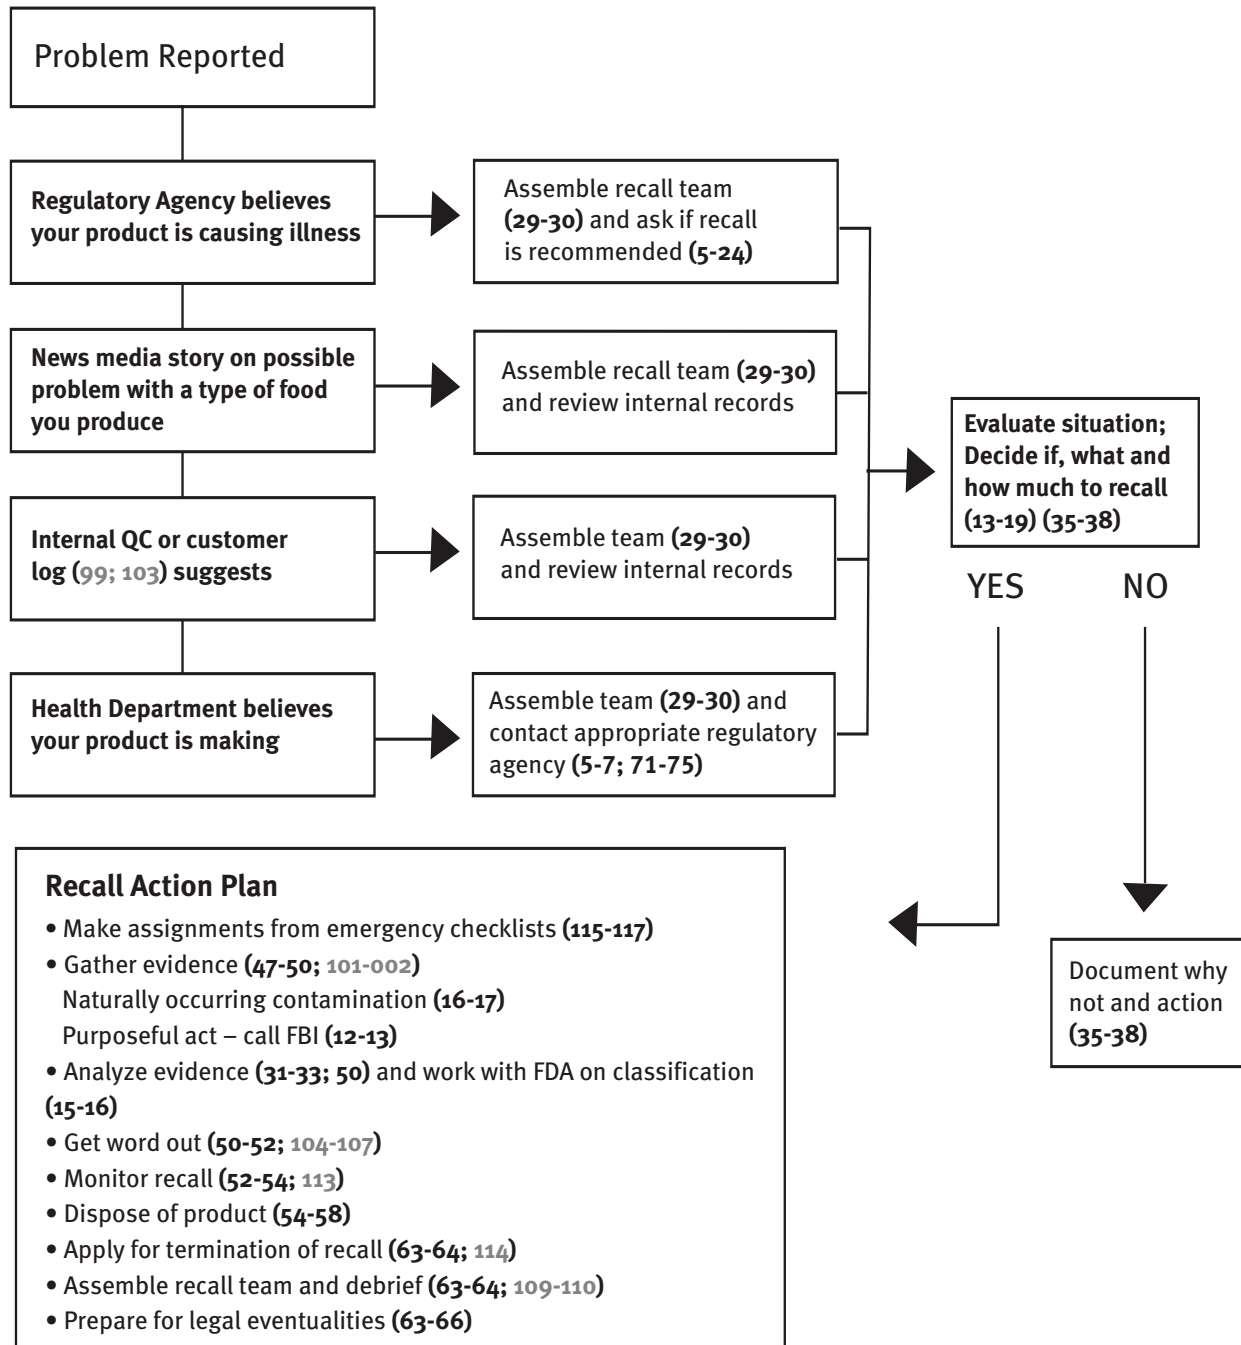 Problem Reported
Regulatory Agency believes
your product is causing illness
Assemble recall team
(29-30) and ask if recall
is recommended (5-24)
News media story on possible
problem with a type of food
you produce
Assemble recall team (29-30)
and review internal records
Internal QC or customer
log (99; 103) suggests
Assemble team (29-30)
and review internal records
Health Department believes
your product is making
Assemble team (29-30) and
contact appropriate regulatory
agency (5-7; 71-75)
Evaluate situation;
Decide if, what and
how much to recall
(13-19) (35-38)
YES
NO
Document why
not and action
(35-38)
Recall Action Plan
• Make assignments from emergency checklists (115-117)
• Gather evidence (47-50; 101-002)
Naturally occurring contamination (16-17)
Purposeful act – call FBI (12-13)
• Analyze evidence (31-33; 50) and work with FDA on classification
(15-16)
• Get word out (50-52; 104-107)
• Monitor recall (52-54; 113)
• Dispose of product (54-58)
• Apply for termination of recall (63-64; 114)
• Assemble recall team and debrief (63-64; 109-110)
• Prepare for legal eventualities (63-66)